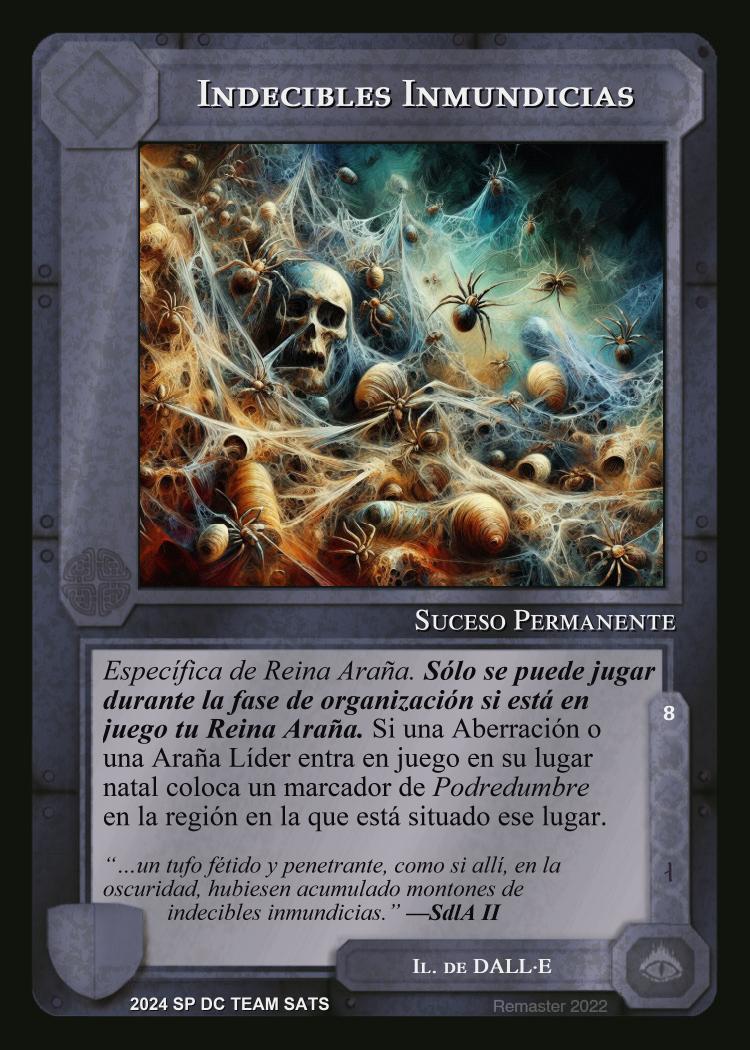 Indecibles Inmundicias
Suceso Permanente
Específica de Reina Araña. Sólo se puede jugar
durante la fase de organización si está en
juego tu Reina Araña. Si una Aberración o
una Araña Líder entra en juego en su lugar
natal coloca un marcador de Podredumbre
en la región en la que está situado ese lugar.
8
“...un tufo fétido y penetrante, como si allí, en la
oscuridad, hubiesen acumulado montones de
indecibles inmundicias.” —SdlA II
Il. de DALL·E
2024 SP DC TEAM SATS
Remaster 2022